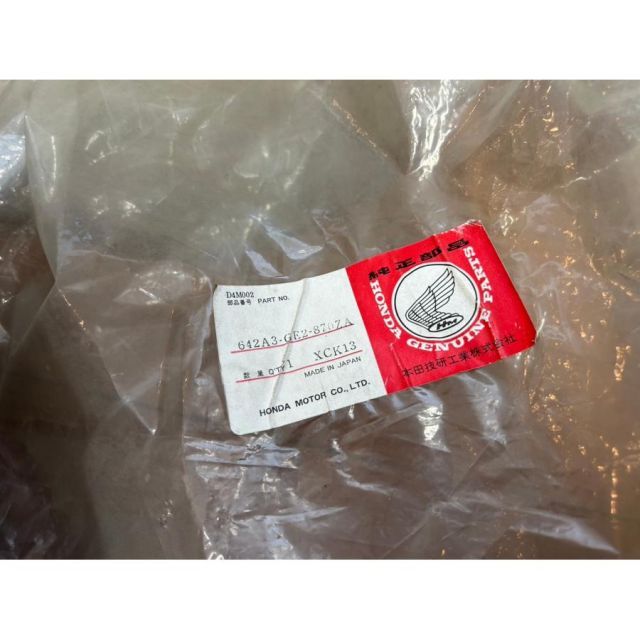 D4M002
部品番号 PART NO.
642A3-GE2-870ZA
数量 Q'TY 1 XCK13
MADE IN JAPAN
HONDA MOTOR CO., LTD.
純正部品
HONDA GENUINE PARTS
HM
本田技研工業株式会社